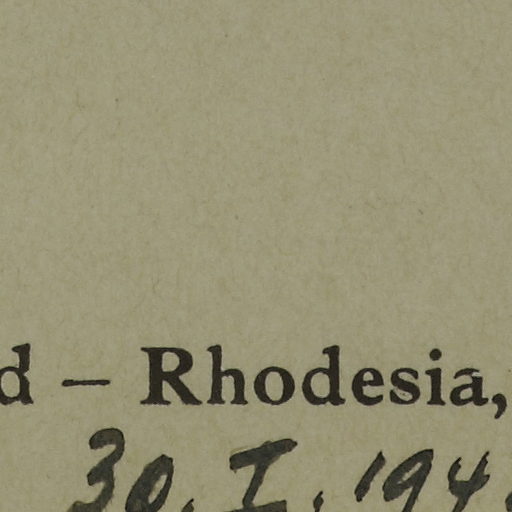 d – Rhodesia,
30. I. 194